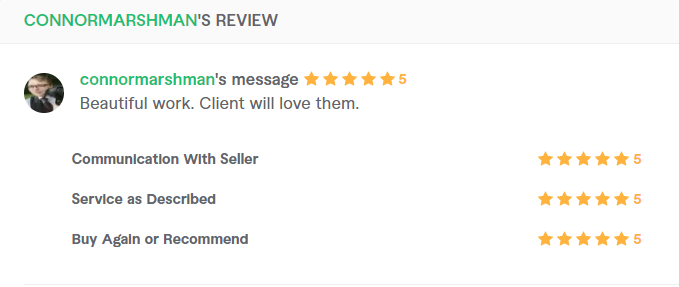 CONNORMARSHMAN'S REVIEW
connormarshman's message 5
Beautiful work. Client will love them.
Communication With Seller 5
Service as Described 5
Buy Again or Recommend 5